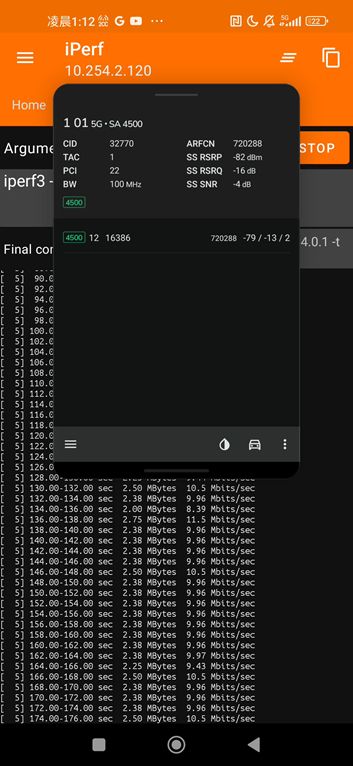 凌晨1:12
5G
22
iPerf
10.254.2.120
Home
Argume
STOP
iperf3 -
Final com
4.0.1 -t
1 01 5G • SA 4500
CID 32770 ARFCN 720288
TAC 1 SS RSRP -82 dBm
PCI 22 SS RSRQ -16 dB
BW 100 MHz SS SNR -4 dB
4500
4500 12 16386 720288 -79 / -13 / 2
[ 5] 90.0
[ 5] 92.0
[ 5] 94.0
[ 5] 96.0
[ 5] 98.0
[ 5] 100.0
[ 5] 102.0
[ 5] 104.0
[ 5] 106.0
[ 5] 108.0
[ 5] 110.0
[ 5] 112.0
[ 5] 114.0
[ 5] 116.0
[ 5] 118.0
[ 5] 120.0
[ 5] 122.0
[ 5] 124.0
[ 5] 126.0
[ 5] 130.00-132.00 sec 2.50 MBytes 10.5 Mbits/sec
[ 5] 132.00-134.00 sec 2.38 MBytes 9.96 Mbits/sec
[ 5] 134.00-136.00 sec 2.00 MBytes 8.39 Mbits/sec
[ 5] 136.00-138.00 sec 2.75 MBytes 11.5 Mbits/sec
[ 5] 138.00-140.00 sec 2.38 MBytes 9.96 Mbits/sec
[ 5] 140.00-142.00 sec 2.38 MBytes 9.96 Mbits/sec
[ 5] 142.00-144.00 sec 2.38 MBytes 9.96 Mbits/sec
[ 5] 144.00-146.00 sec 2.38 MBytes 9.96 Mbits/sec
[ 5] 146.00-148.00 sec 2.50 MBytes 10.5 Mbits/sec
[ 5] 148.00-150.00 sec 2.38 MBytes 9.96 Mbits/sec
[ 5] 150.00-152.00 sec 2.38 MBytes 9.96 Mbits/sec
[ 5] 152.00-154.00 sec 2.38 MBytes 9.96 Mbits/sec
[ 5] 154.00-156.00 sec 2.38 MBytes 9.96 Mbits/sec
[ 5] 156.00-158.00 sec 2.38 MBytes 9.96 Mbits/sec
[ 5] 158.00-160.00 sec 2.38 MBytes 9.96 Mbits/sec
[ 5] 160.00-162.00 sec 2.38 MBytes 9.96 Mbits/sec
[ 5] 162.00-164.00 sec 2.38 MBytes 9.97 Mbits/sec
[ 5] 164.00-166.00 sec 2.25 MBytes 9.43 Mbits/sec
[ 5] 166.00-168.00 sec 2.50 MBytes 10.5 Mbits/sec
[ 5] 168.00-170.00 sec 2.38 MBytes 9.96 Mbits/sec
[ 5] 170.00-172.00 sec 2.38 MBytes 9.96 Mbits/sec
[ 5] 172.00-174.00 sec 2.38 MBytes 9.96 Mbits/sec
[ 5] 174.00-176.00 sec 2.50 MBytes 10.5 Mbits/sec